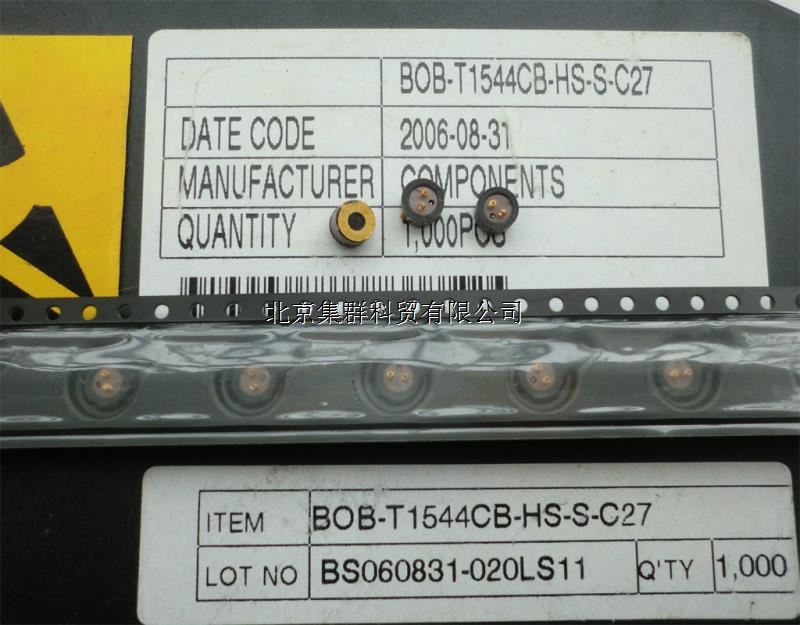 BOB-T1544CB-HS-S-C27
DATE CODE 2006-08-31
MANUFACTURER COMPONENTS
QUANTITY 1,000PCS
北京集群科贸有限公司
ITEM BOB-T1544CB-HS-S-C27
LOT NO BS060831-020LS11 Q'TY 1,000